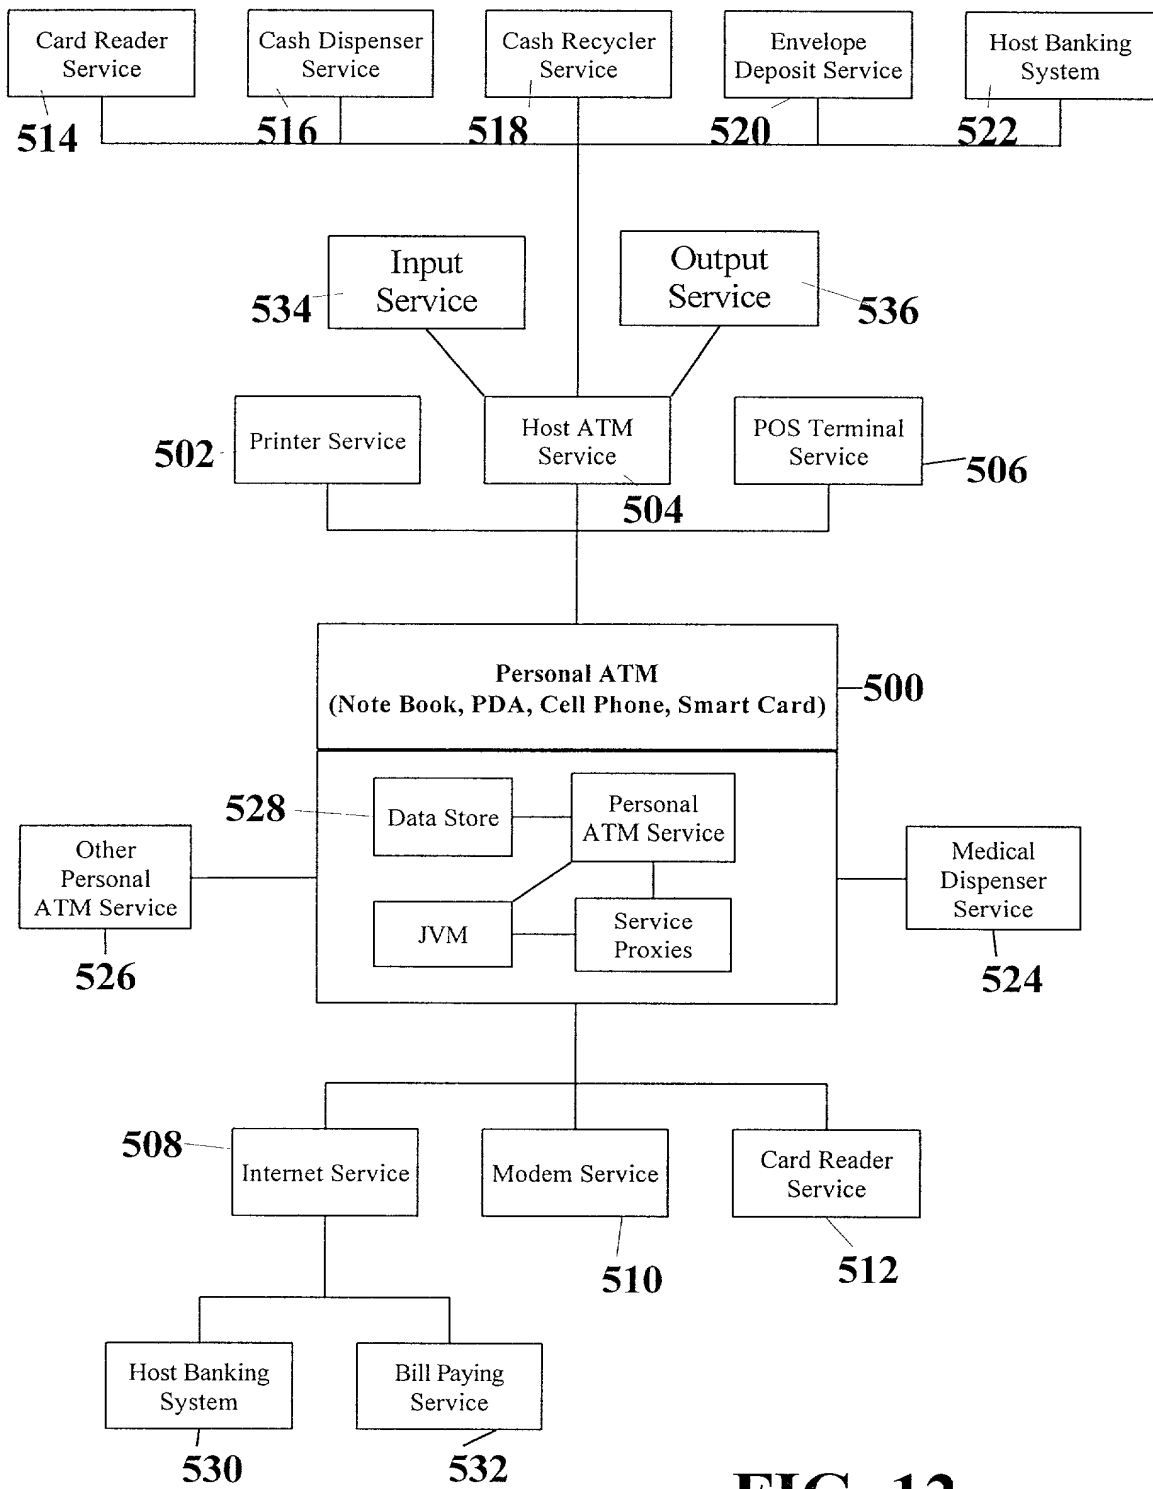 Card Reader
Service
Cash Dispenser
Service
Cash Recycler
Service
Envelope
Deposit Service
Host Banking
System
514
516
518
520
522
Input
Service
Output
Service
534
536
Printer Service
Host ATM
Service
POS Terminal
Service
502
504
506
Personal ATM
(Note Book, PDA, Cell Phone, Smart Card)
500
528
Data Store
Personal
ATM Service
JVM
Service
Proxies
Other
Personal
ATM Service
526
Medical
Dispenser
Service
524
508
Internet Service
Modem Service
Card Reader
Service
510
512
Host Banking
System
Bill Paying
Service
530
532